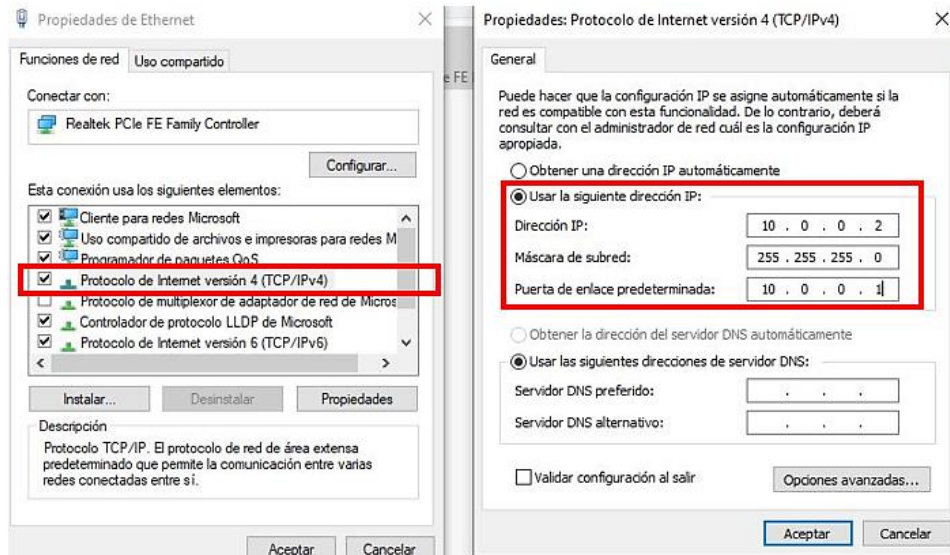 Propiedades de Ethernet
Funciones de red
Uso compartido
Conectar con:
Realtek PCIe FE Family Controller
Configurar...
Esta conexión usa los siguientes elementos:
Cliente para redes Microsoft
Uso compartido de archivos e impresoras para redes M
Programador de paquetes QoS
Protocolo de Internet versión 4 (TCP/IPv4)
Protocolo de multiplexor de adaptador de red de Micros
Controlador de protocolo LLDP de Microsoft
Protocolo de Internet versión 6 (TCP/IPv6)
Instalar...
Desinstalar
Propiedades
Descripción
Protocolo TCP/IP. El protocolo de red de área extensa
predeterminado que permite la comunicación entre varias
redes conectadas entre sí.
Aceptar
Cancelar
e FE
Propiedades: Protocolo de Internet versión 4 (TCP/IPv4)
General
Puede hacer que la configuración IP se asigne automáticamente si la
red es compatible con esta funcionalidad. De lo contrario, deberá
consultar con el administrador de red cuál es la configuración IP
apropiada.
Obtener una dirección IP automáticamente
Usar la siguiente dirección IP:
Dirección IP: 10 . 0 . 0 . 2
Máscara de subred: 255 . 255 . 255 . 0
Puerta de enlace predeterminada: 10 . 0 . 0 . 1
Obtener la dirección del servidor DNS automáticamente
Usar las siguientes direcciones de servidor DNS:
Servidor DNS preferido: . . .
Servidor DNS alternativo: . . .
Validar configuración al salir
Opciones avanzadas...
Aceptar
Cancelar